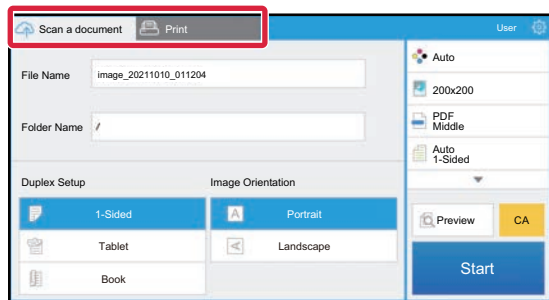 Scan a document
Print
User
File Name
image_20211010_011204
Folder Name
/
Auto
200x200
PDF
Middle
Auto
1-Sided
Duplex Setup
Image Orientation
1-Sided
Tablet
Book
A
Portrait
A
Landscape
Preview
CA
Start